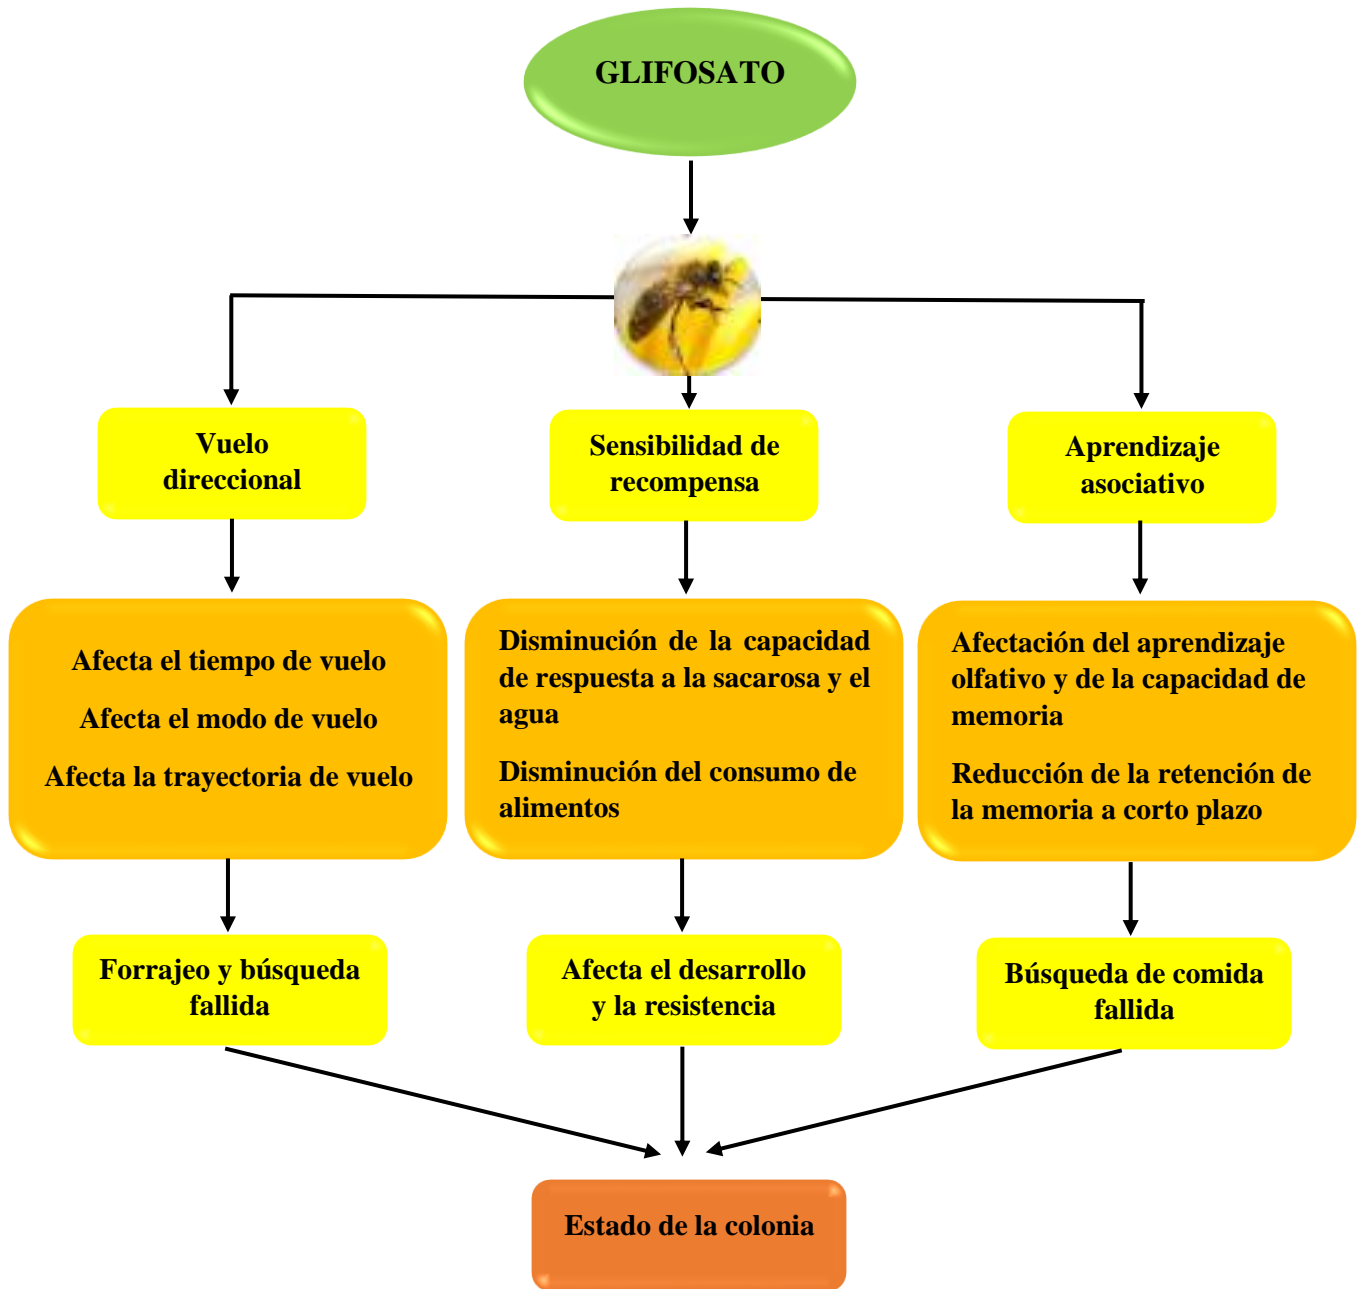 GLIFOSATO
Vuelo
direccional
Sensibilidad de
recompensa
Aprendizaje
asociativo
Afecta el tiempo de vuelo
Afecta el modo de vuelo
Afecta la trayectoria de vuelo
Disminución de la capacidad
de respuesta a la sacarosa y el
agua
Disminución del consumo de
alimentos
Afectación del aprendizaje
olfativo y de la capacidad de
memoria
Reducción de la retención de
la memoria a corto plazo
Forrajeo y búsqueda
fallida
Afecta el desarrollo
y la resistencia
Búsqueda de comida
fallida
Estado de la colonia